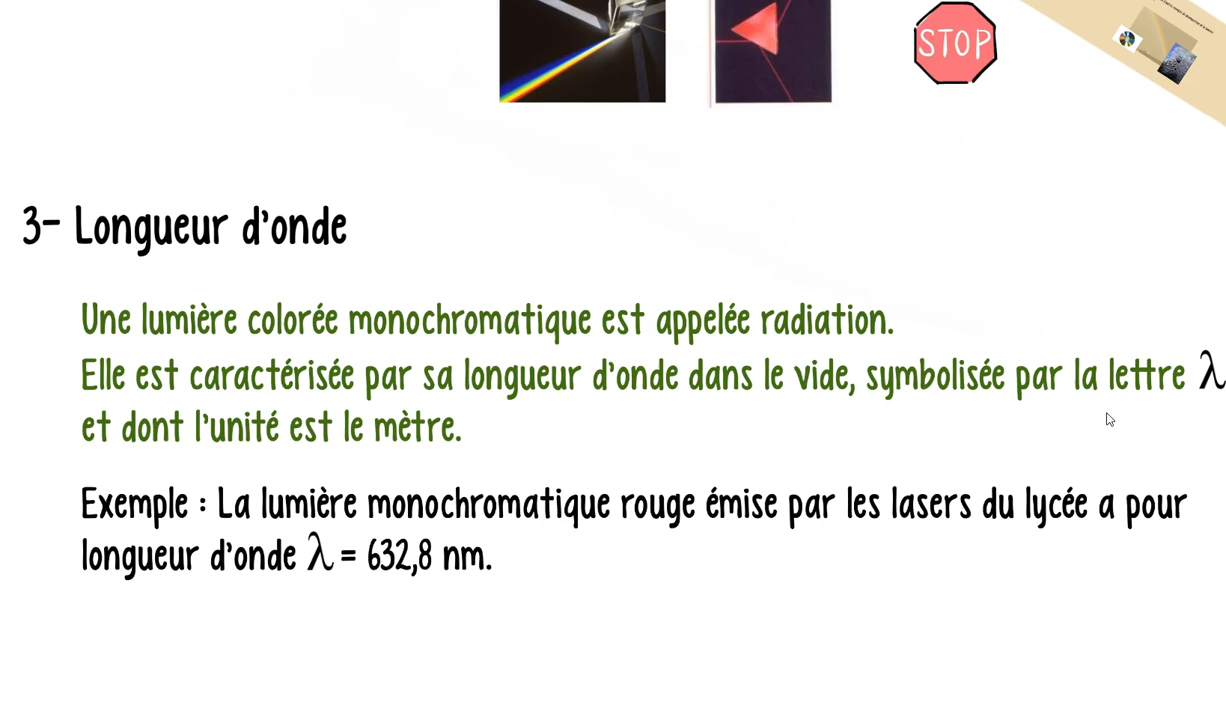 STOP
3- Longueur d'onde
Une lumière colorée monochromatique est appelée radiation.
Elle est caractérisée par sa longueur d'onde dans le vide, symbolisée par la lettre λ
et dont l'unité est le mètre.
Exemple : La lumière monochromatique rouge émise par les lasers du lycée a pour
longueur d'onde λ = 632,8 nm.